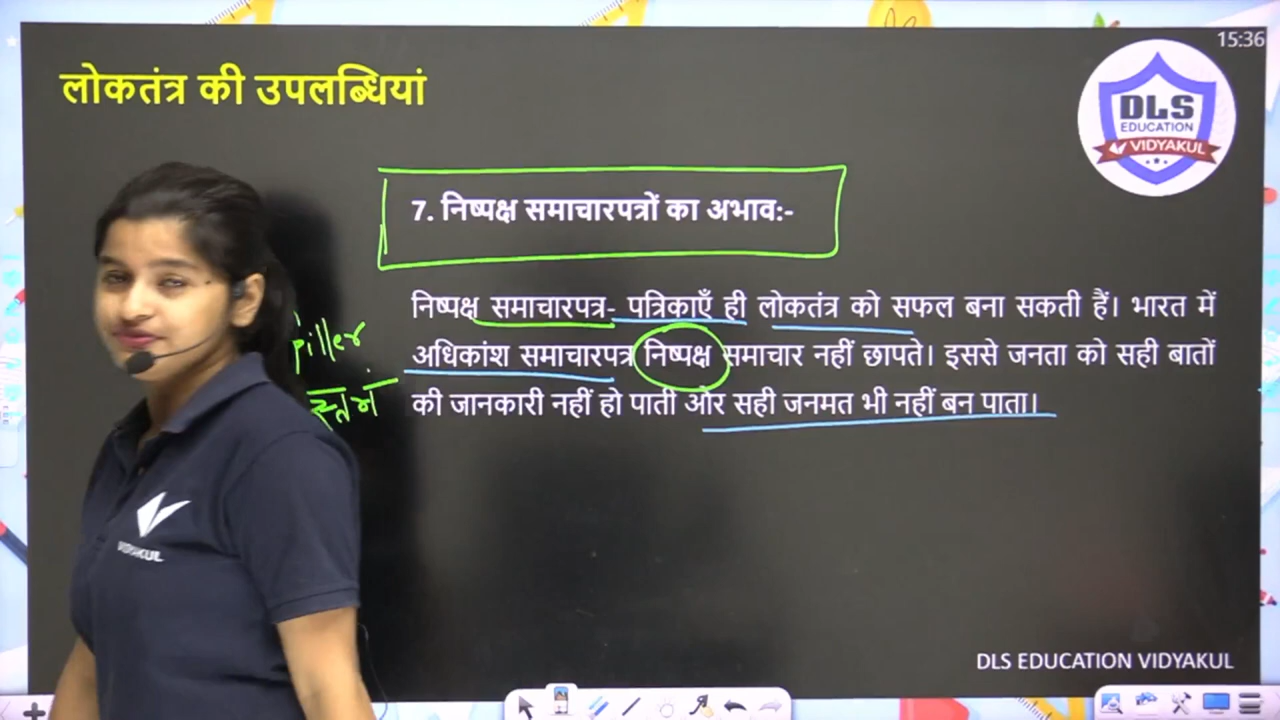 15:36
लोकतंत्र की उपलब्धियां
DLS
EDUCATION
VIDYAKUL
7. निष्पक्ष समाचारपत्रों का अभाव:-
निष्पक्ष समाचारपत्र- पत्रिकाएँ ही लोकतंत्र को सफल बना सकती हैं। भारत में
अधिकांश समाचारपत्र निष्पक्ष समाचार नहीं छापते। इससे जनता को सही बातों
की जानकारी नहीं हो पाती और सही जनमत भी नहीं बन पाता।
piller
VIDYAKUL
DLS EDUCATION VIDYAKUL